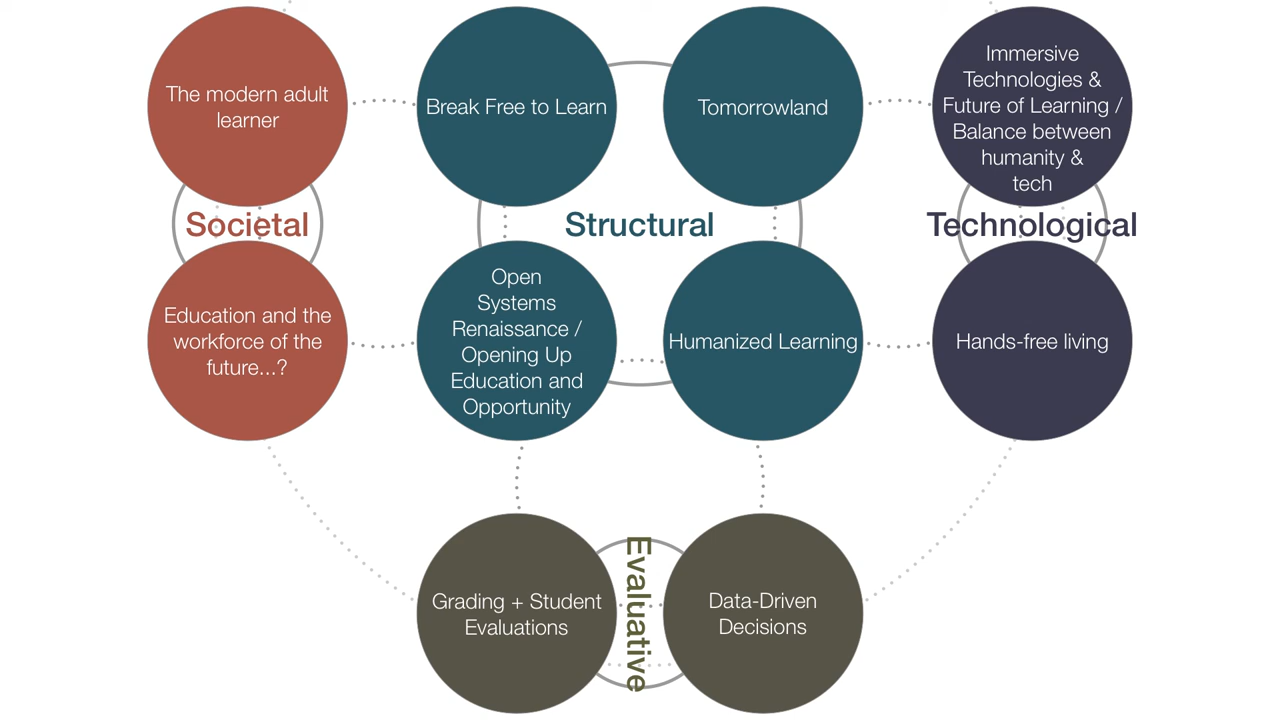 The modern adult
learner
Break Free to Learn
Tomorrowland
Immersive
Technologies &
Future of Learning /
Balance between
humanity &
tech
Societal
Structural
Technological
Education and the
workforce of the
future...?
Open
Systems
Renaissance /
Opening Up
Education and
Opportunity
Humanized Learning
Hands-free living
Evaluative
Grading + Student
Evaluations
Data-Driven
Decisions